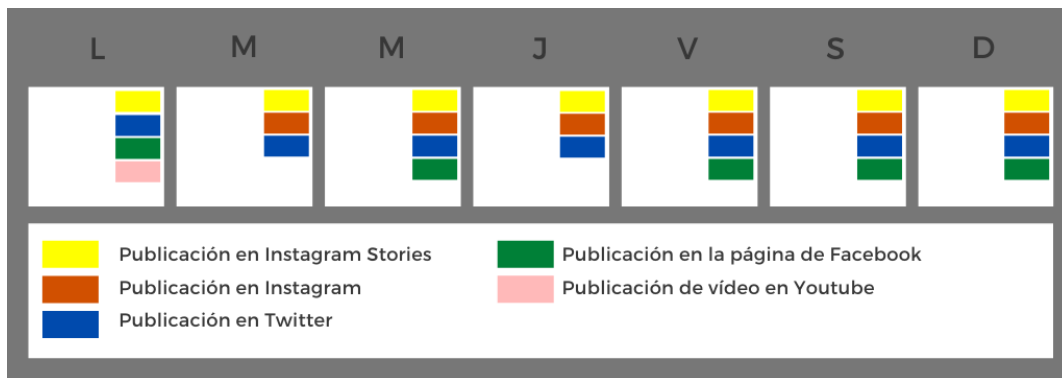 L M M J V S D
Publicación en Instagram Stories
Publicación en Instagram
Publicación en Twitter
Publicación en la página de Facebook
Publicación de vídeo en Youtube